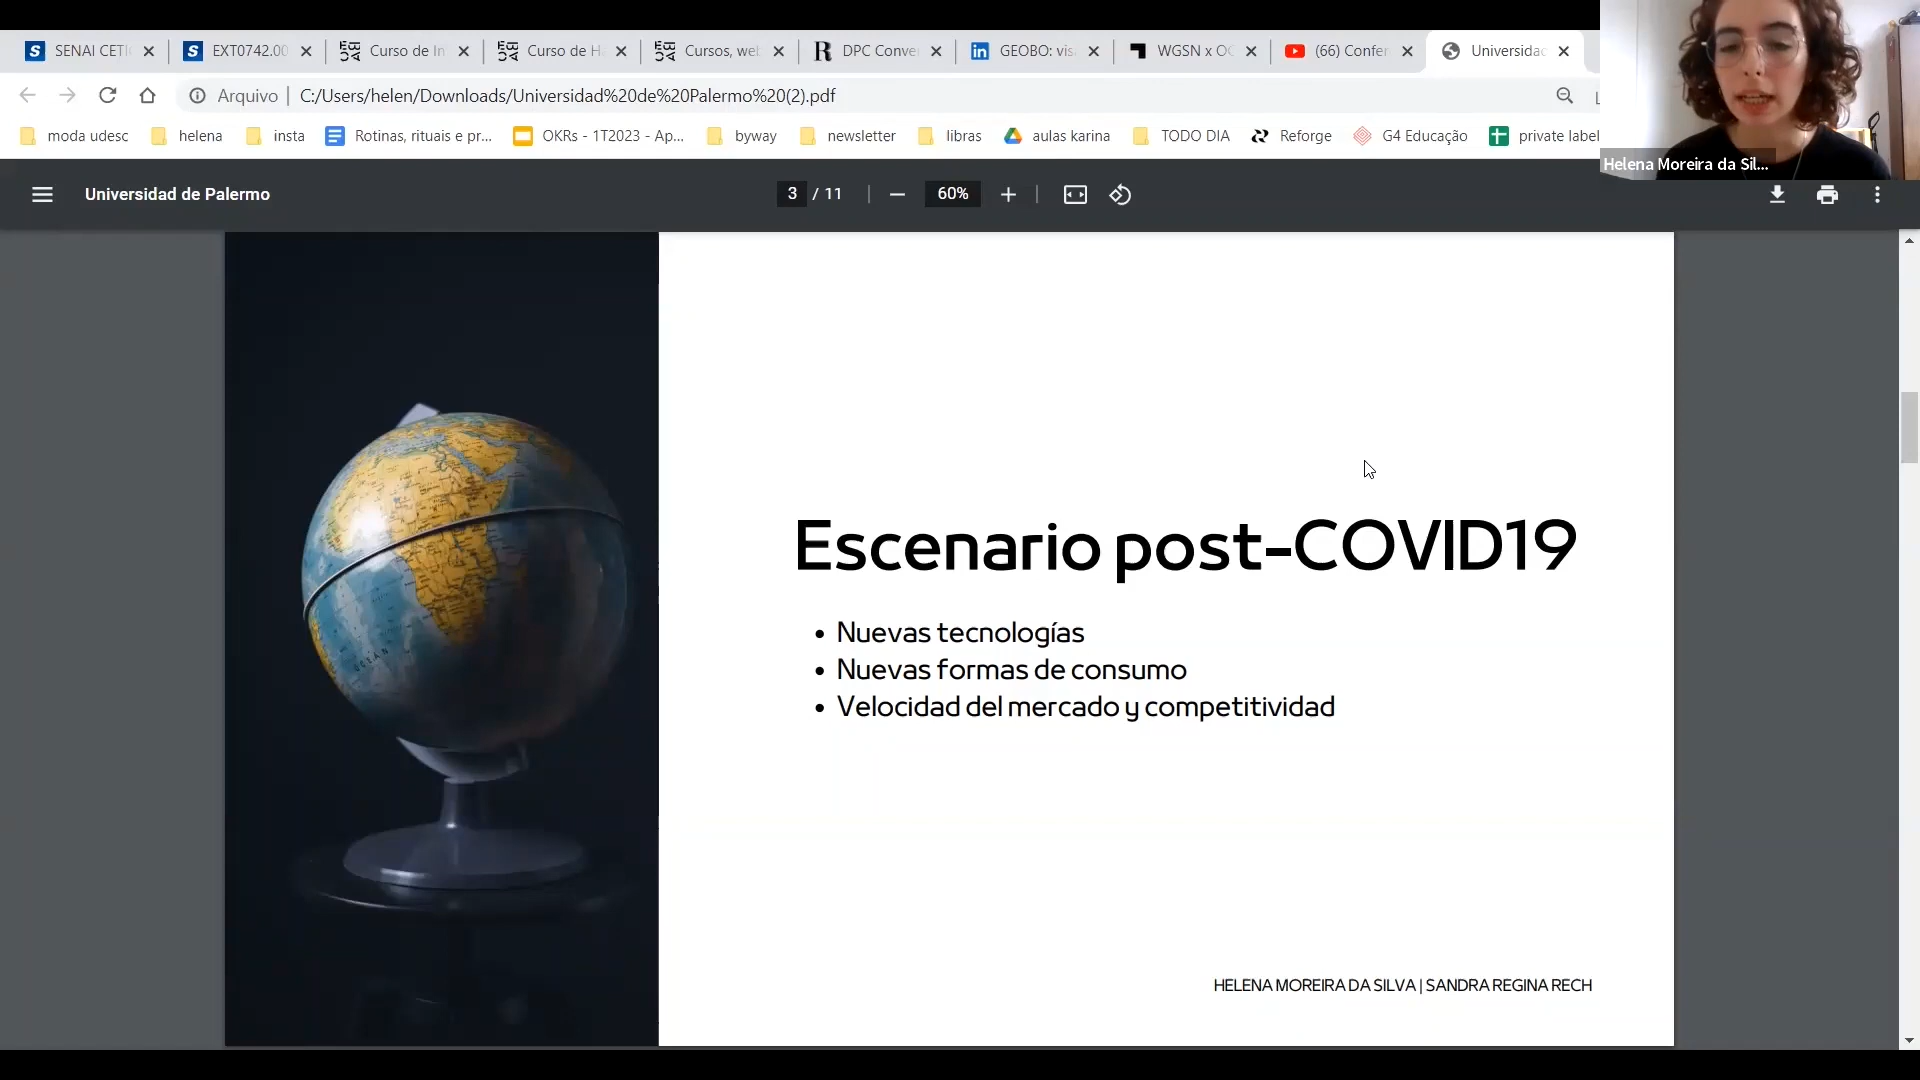 SENAI CETI
EXT0742.00
Curso de In
Curso de Ha
Cursos, web
DPC Conve
GEOBO: vis
WGSN x OC
(66) Confer
Universidad
Arquivo
C:/Users/helen/Downloads/Universidad%20de%20Palermo%20(2).pdf
moda udesc
helena
insta
Rotinas, rituais e pr...
OKRs - 1T2023 - Ap...
byway
newsletter
libras
aulas karina
TODO DIA
Reforge
G4 Educação
private label
Helena Moreira da Sil...
Universidad de Palermo
3 / 11
60%
Escenario post-COVID19
• Nuevas tecnologías
• Nuevas formas de consumo
• Velocidad del mercado y competitividad
HELENA MOREIRA DA SILVA | SANDRA REGINA RECH